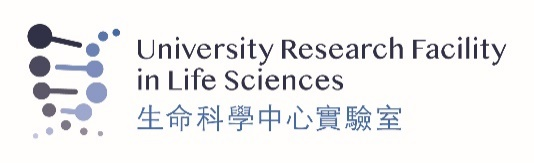 University Research Facility
in Life Sciences
生命科學中心實驗室